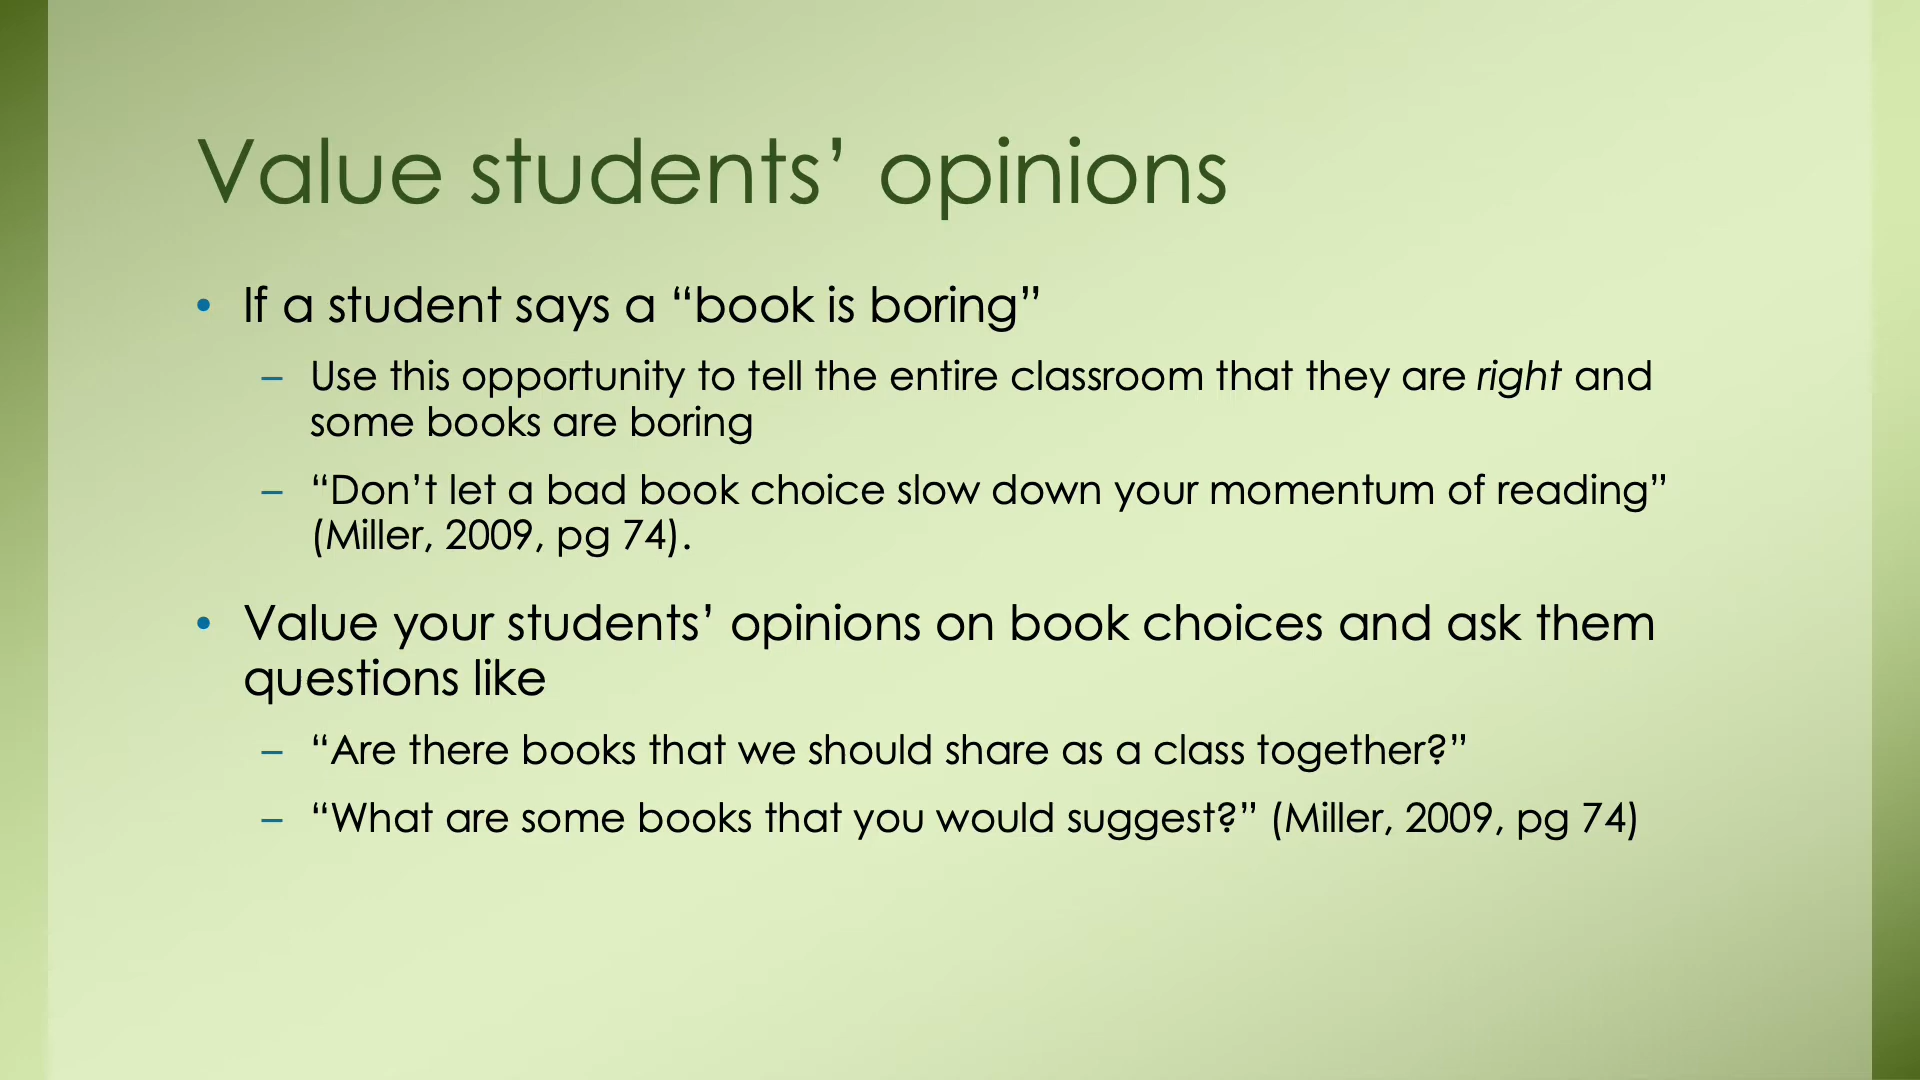 Value students’ opinions
• If a student says a “book is boring”
– Use this opportunity to tell the entire classroom that they are right and
some books are boring
– “Don’t let a bad book choice slow down your momentum of reading”
(Miller, 2009, pg 74).
• Value your students’ opinions on book choices and ask them
questions like
– “Are there books that we should share as a class together?”
– “What are some books that you would suggest?” (Miller, 2009, pg 74)